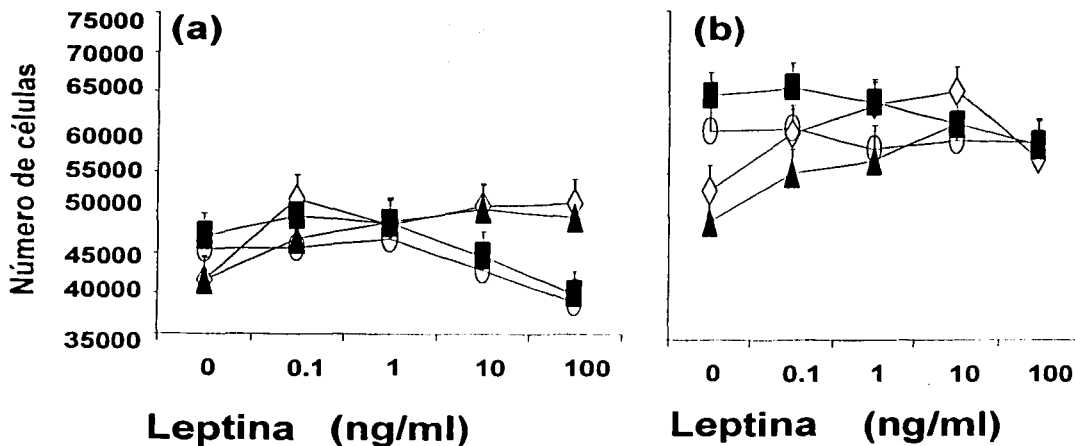 (a)
(b)
Número de células
75000
70000
65000
60000
55000
50000
45000
40000
35000
0 0.1 1 10 100
0 0.1 1 10 100
Leptina (ng/ml)
Leptina (ng/ml)